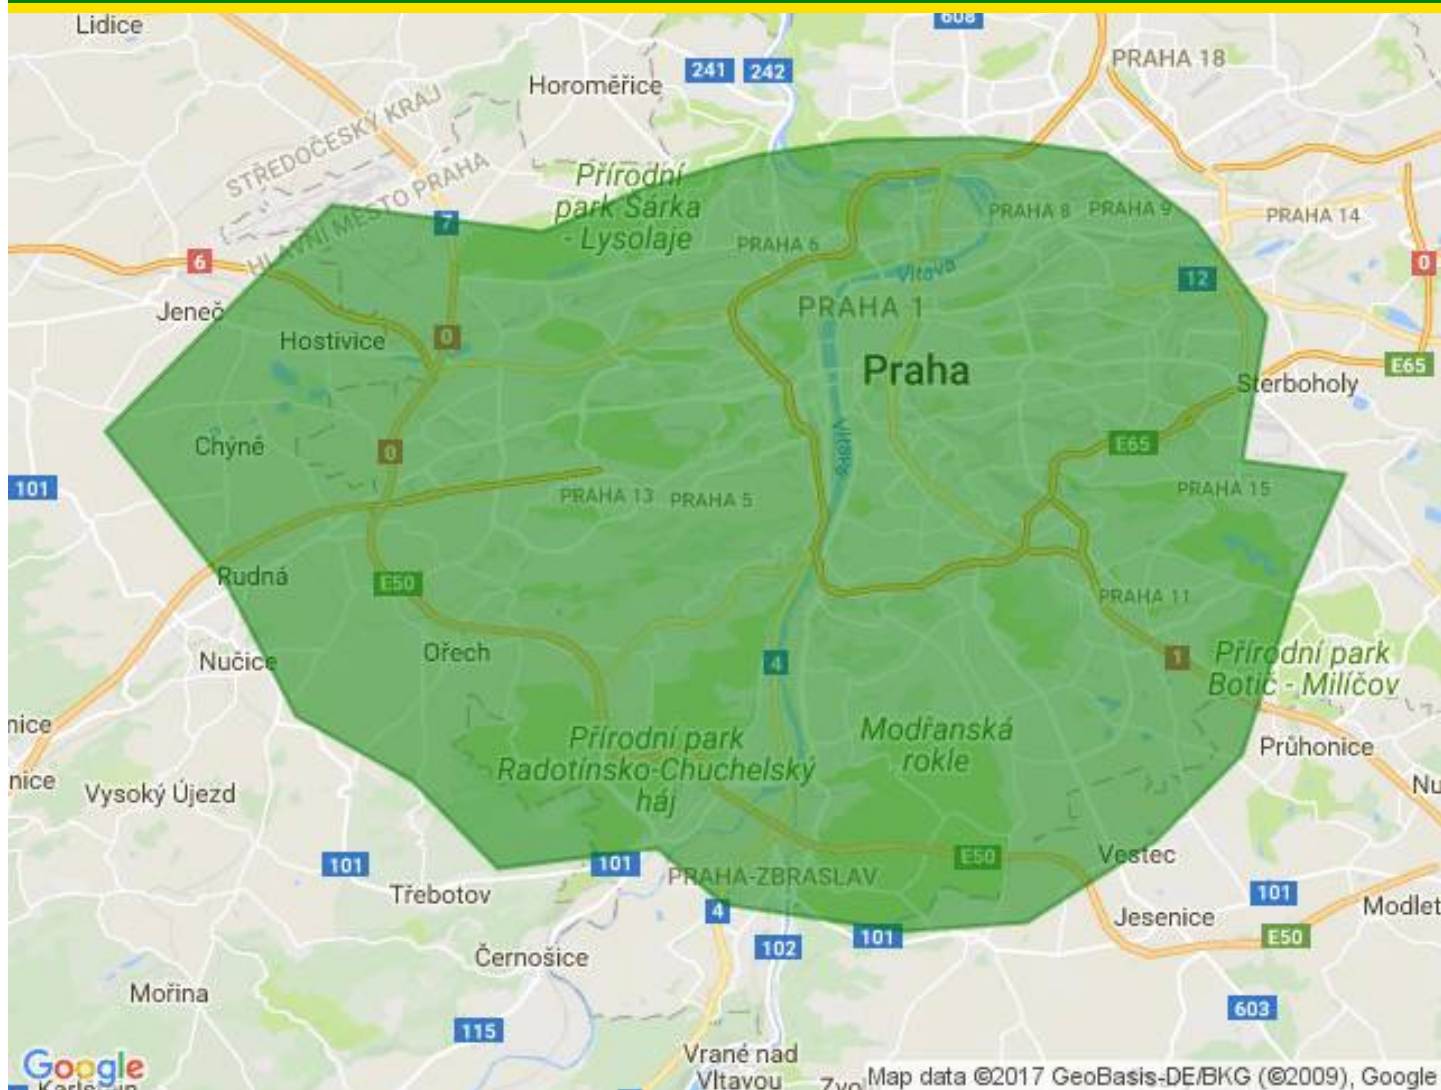 Lidice
608
PRAHA 18
241
242
Horoměřice
STŘEDOČESKÝ KRAJ
HLAVNÍ MĚSTO PRAHA
Přírodní
park Šárka
- Lysolaje
7
PRAHA 8
PRAHA 9
PRAHA 14
PRAHA 6
6
Vltava
0
12
Jeneč
PRAHA 1
Hostivice
0
Praha
E65
Štěrboholy
Chýně
0
Vltava
E65
101
PRAHA 13
PRAHA 5
PRAHA 15
Rudná
E50
PRAHA 11
Nučice
Ořech
4
1
Přírodní park
Botič - Milíčov
nice
Přírodní park
Radotínsko-Chuchelský
háj
Modřanská
rokle
Průhonice
nice
Vysoký Újezd
Nu
101
101
E50
Vestec
Třebotov
PRAHA-ZBRASLAV
101
Modlet
4
Jesenice
102
101
E50
Černošice
Mořina
603
115
Vrané nad
Vltavou
Google
Map data ©2017 GeoBasis-DE/BKG (©2009), Google